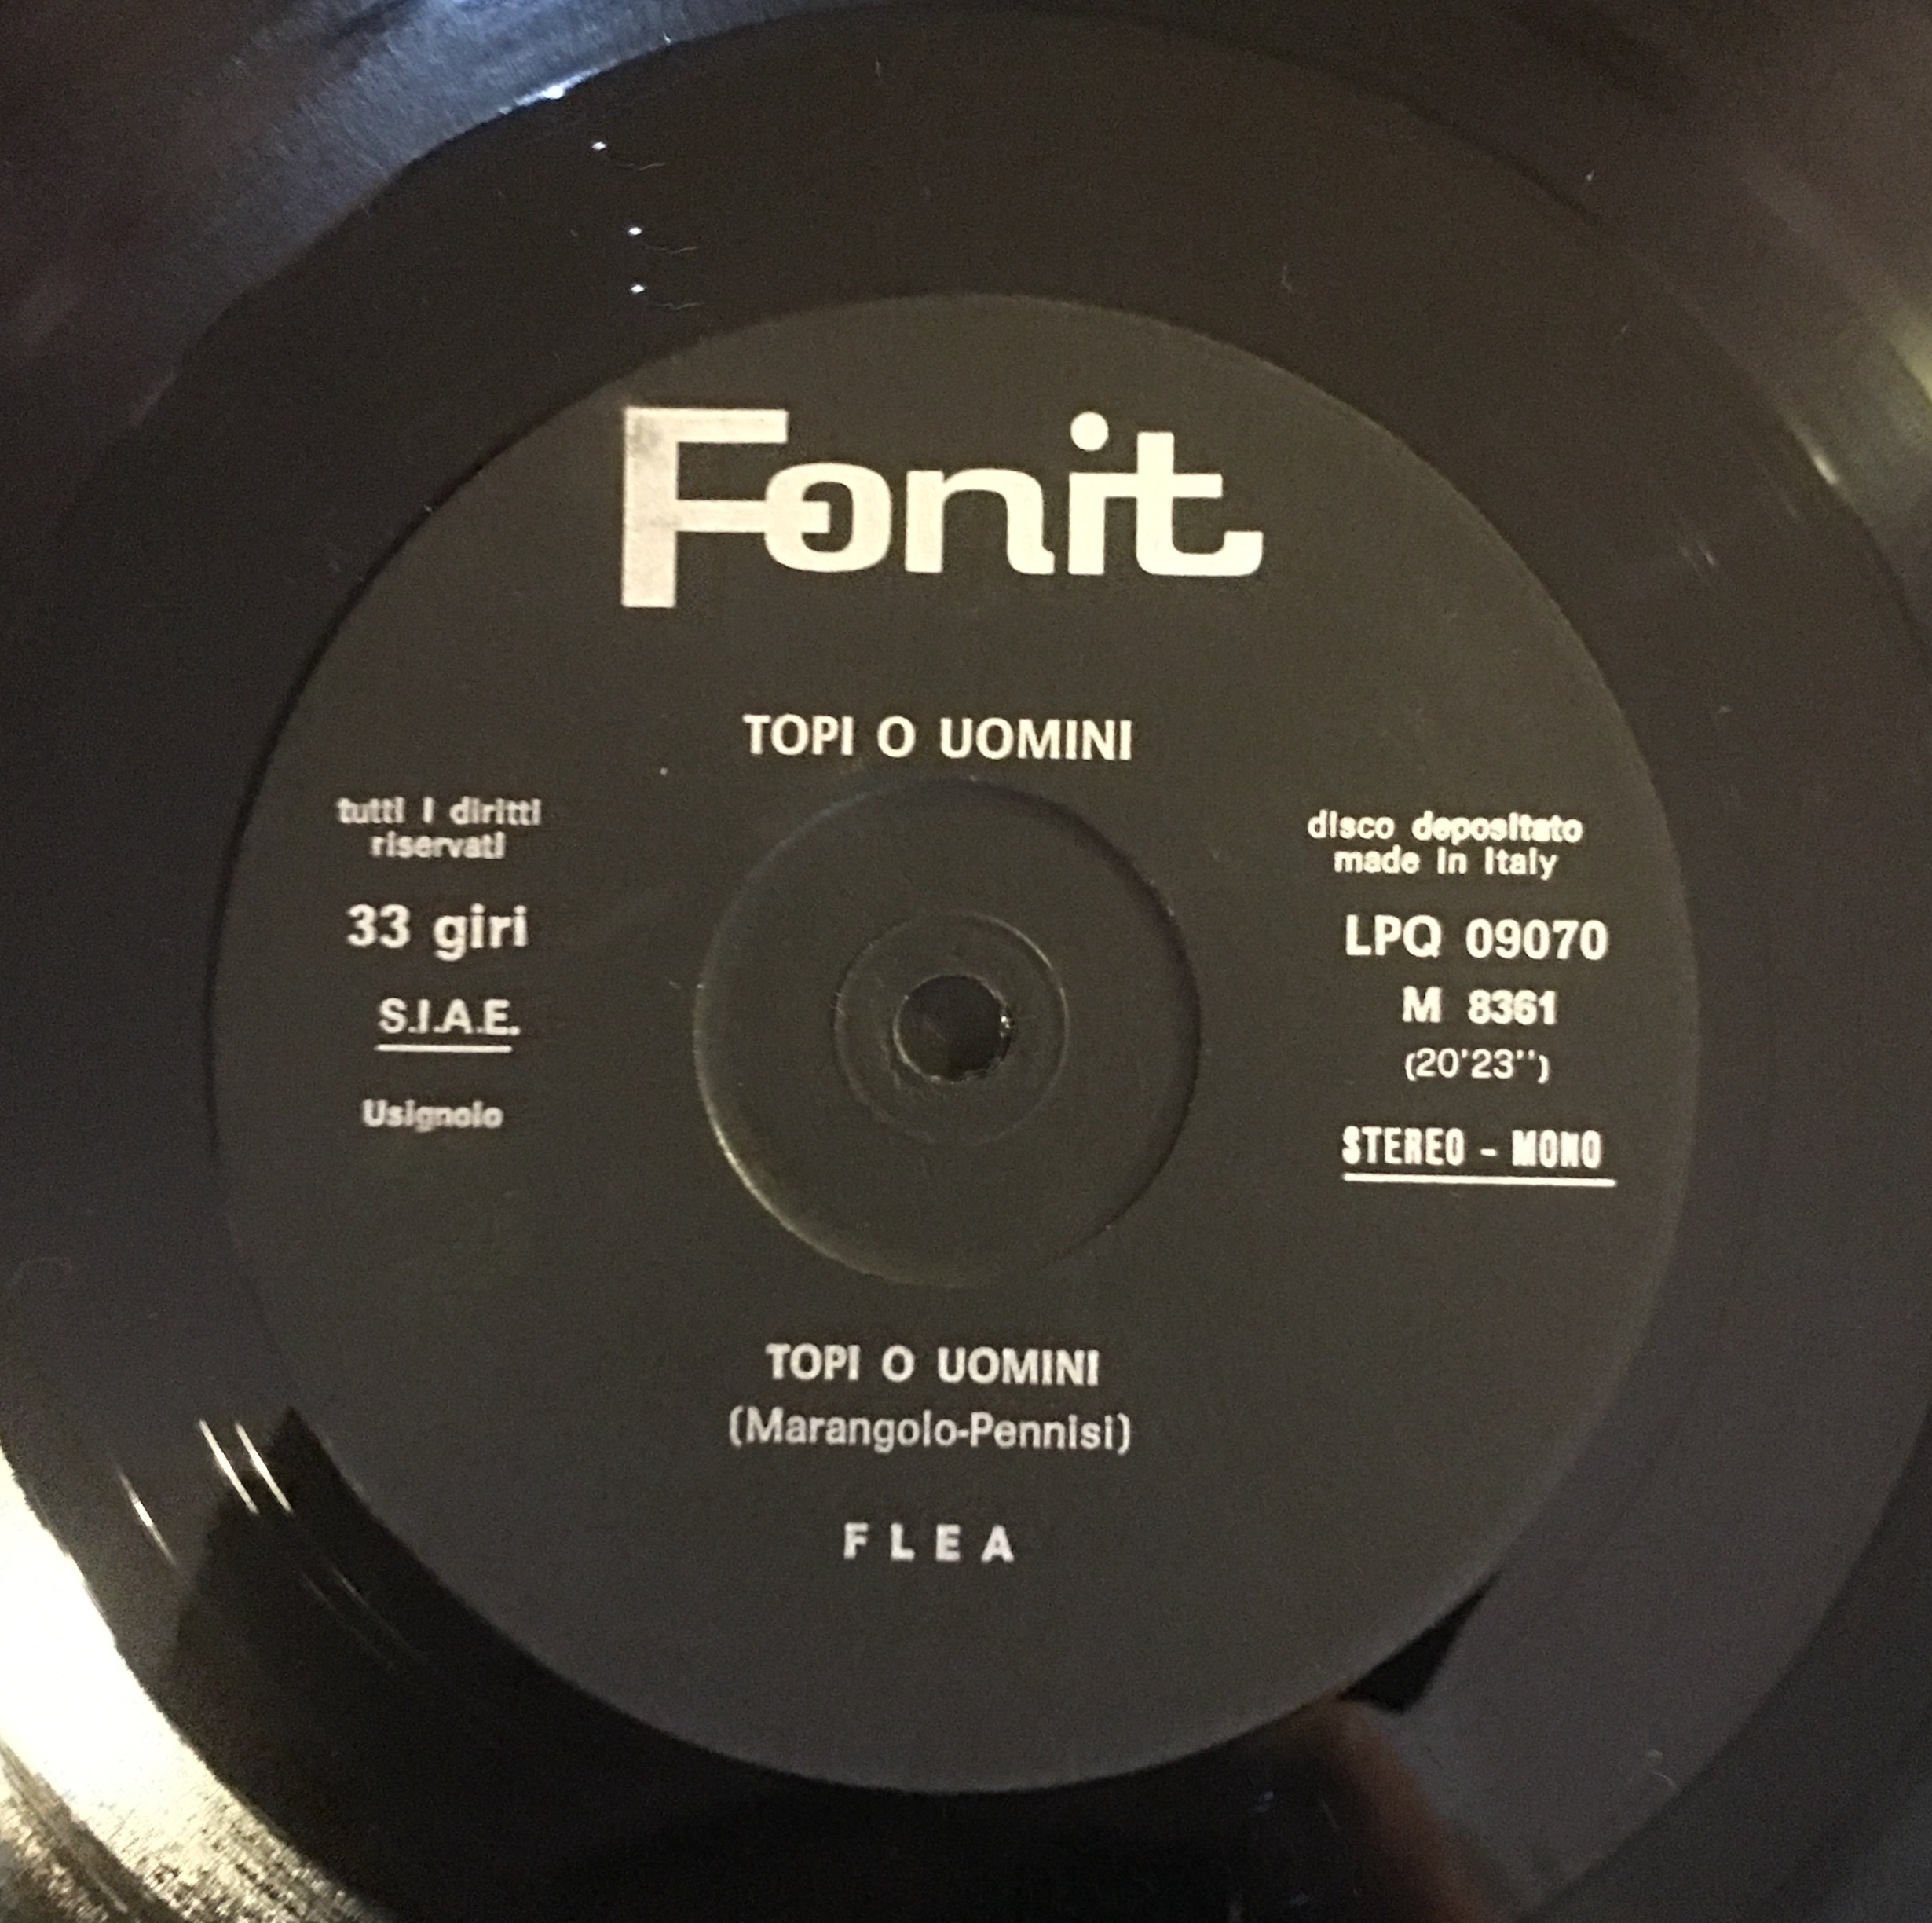 Fonit
TOPI O UOMINI
tutti i diritti
riservati
33 giri
S.I.A.E.
Usignolo
disco depositato
made in Italy
LPQ 09070
M 8361
(20'23'')
STEREO - MONO
TOPI O UOMINI
(Marangolo-Pennisi)
FLEA